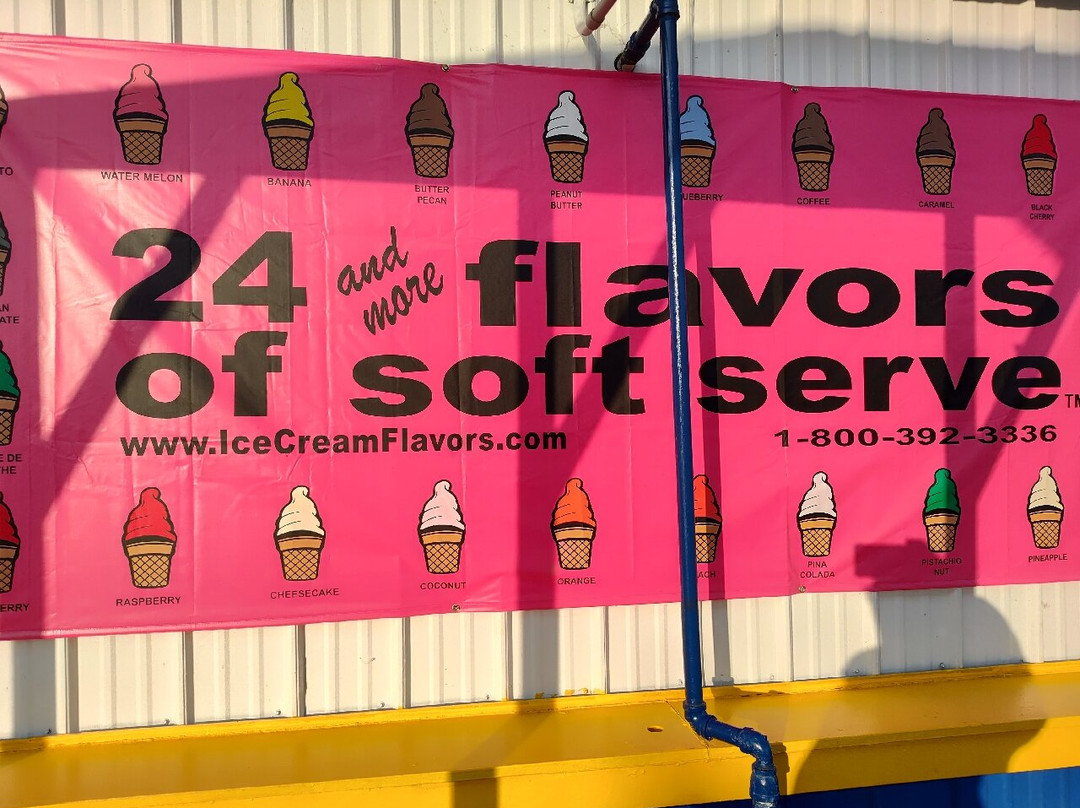 WATER MELON
BANANA
BUTTER
PECAN
PEANUT
BUTTER
COFFEE
CARAMEL
BLACK
CHERRY
24 and more flavors
of soft serve TM
www.IceCreamFlavors.com
1-800-392-3336
RASPBERRY
CHEESECAKE
COCONUT
ORANGE
PINA
COLADA
PISTACHIO
NUT
PINEAPPLE